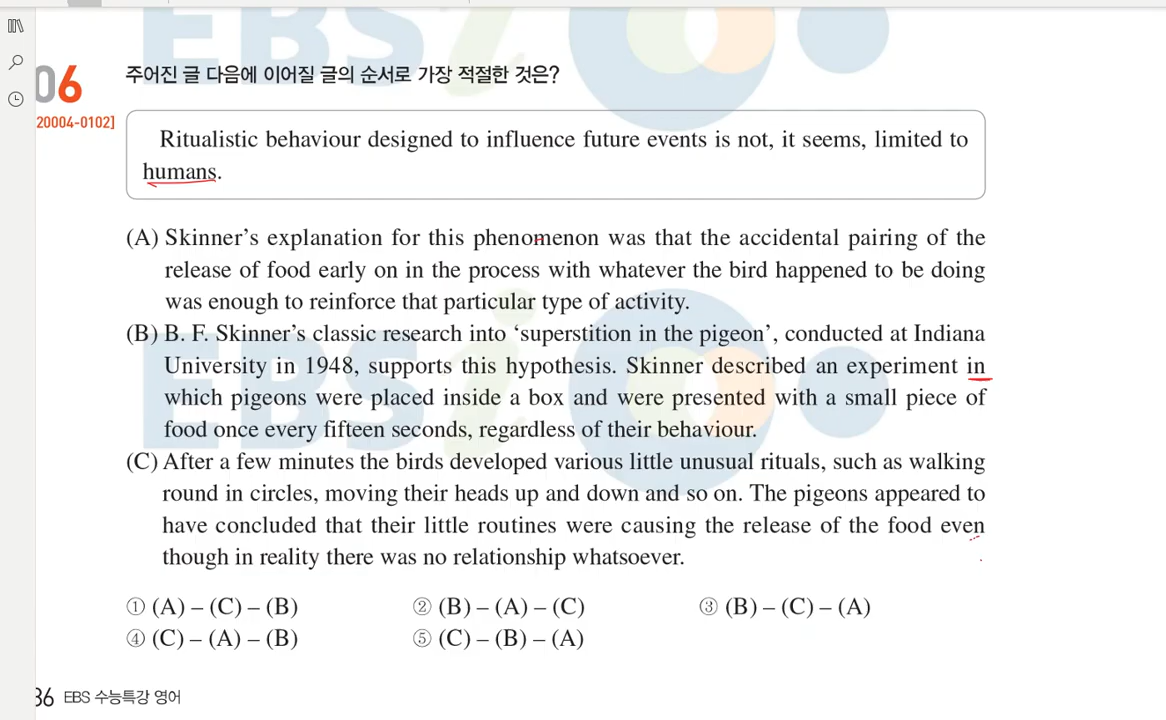 06
주어진 글 다음에 이어질 글의 순서로 가장 적절한 것은?
20004-0102]
Ritualistic behaviour designed to influence future events is not, it seems, limited to
humans.
(A) Skinner's explanation for this phenomenon was that the accidental pairing of the
release of food early on in the process with whatever the bird happened to be doing
was enough to reinforce that particular type of activity.
(B) B. F. Skinner's classic research into 'superstition in the pigeon', conducted at Indiana
University in 1948, supports this hypothesis. Skinner described an experiment in
which pigeons were placed inside a box and were presented with a small piece of
food once every fifteen seconds, regardless of their behaviour.
(C) After a few minutes the birds developed various little unusual rituals, such as walking
round in circles, moving their heads up and down and so on. The pigeons appeared to
have concluded that their little routines were causing the release of the food even
though in reality there was no relationship whatsoever.
① (A) – (C) – (B) ② (B) – (A) – (C) ③ (B) – (C) – (A)
④ (C) – (A) – (B) ⑤ (C) – (B) – (A)
36 EBS 수능특강 영어
EBSi
EBSi